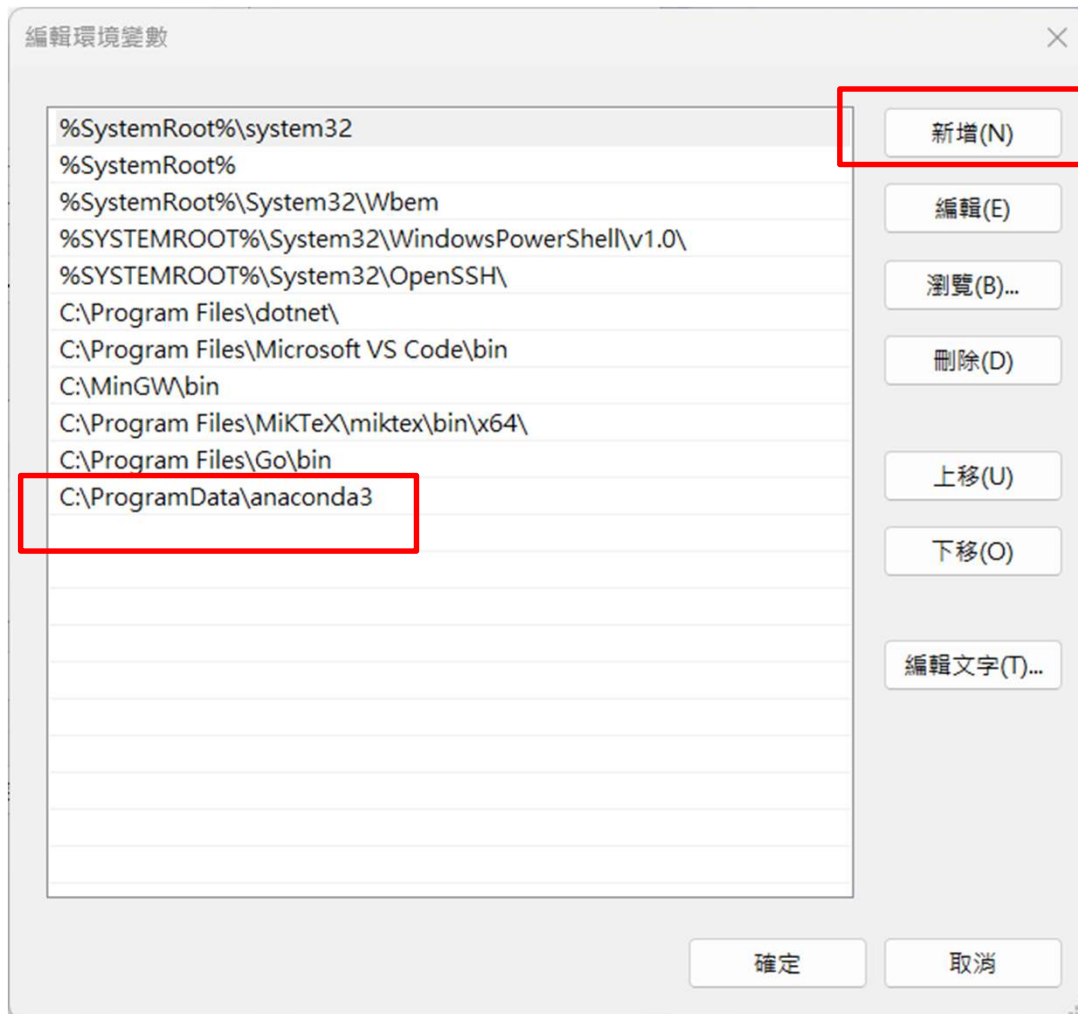 編輯環境變數
%SystemRoot%\system32
%SystemRoot%
%SystemRoot%\System32\Wbem
%SYSTEMROOT%\System32\WindowsPowerShell\v1.0\
%SYSTEMROOT%\System32\OpenSSH\
C:\Program Files\dotnet\
C:\Program Files\Microsoft VS Code\bin
C:\MinGW\bin
C:\Program Files\MiKTeX\miktex\bin\x64\
C:\Program Files\Go\bin
C:\ProgramData\anaconda3
新增(N)
編輯(E)
瀏覽(B)...
刪除(D)
上移(U)
下移(O)
編輯文字(T)...
確定
取消